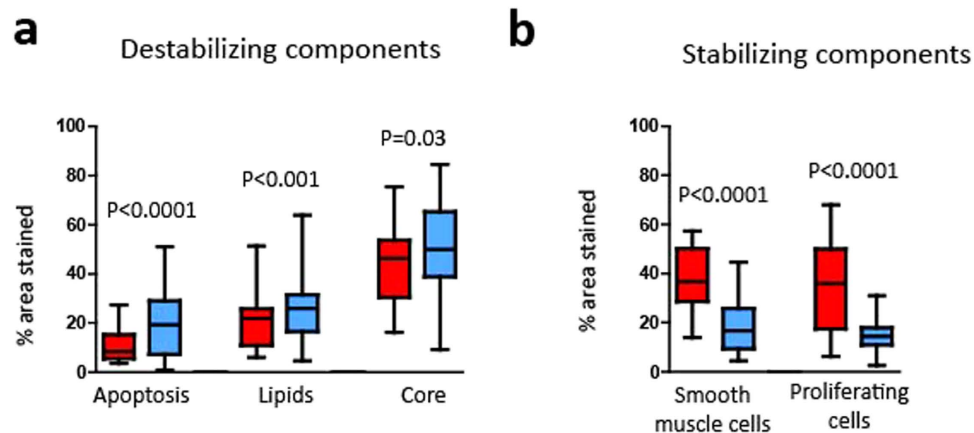 a
Destabilizing components
% area stained
100
80
60
40
20
0
P<0.0001
P<0.001
P=0.03
Apoptosis
Lipids
Core
b
Stabilizing components
% area stained
100
80
60
40
20
0
P<0.0001
P<0.0001
Smooth
muscle cells
Proliferating
cells